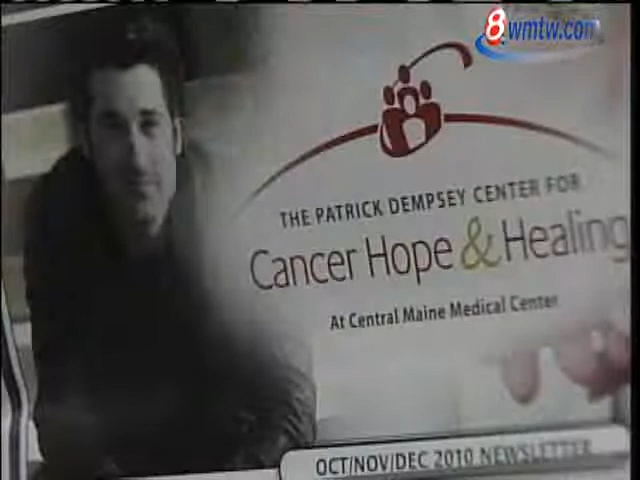 8 wmtw.com
THE PATRICK DEMPSEY CENTER FOR
Cancer Hope & Healing
At Central Maine Medical Center
OCT/NOV/DEC 2010 NEWSLETTER